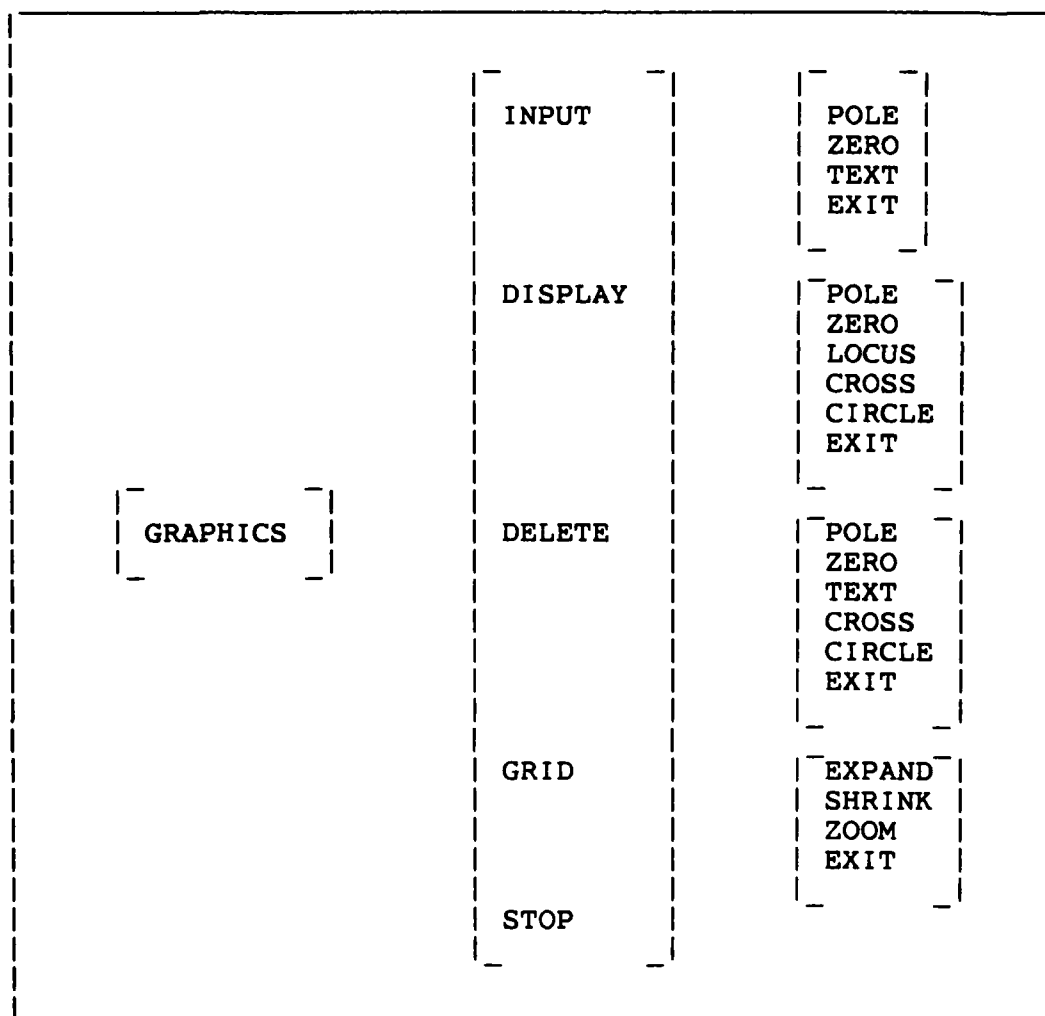 INPUT
POLE
ZERO
TEXT
EXIT
DISPLAY
POLE
ZERO
LOCUS
CROSS
CIRCLE
EXIT
GRAPHICS
DELETE
POLE
ZERO
TEXT
CROSS
CIRCLE
EXIT
GRID
EXPAND
SHRINK
ZOOM
EXIT
STOP